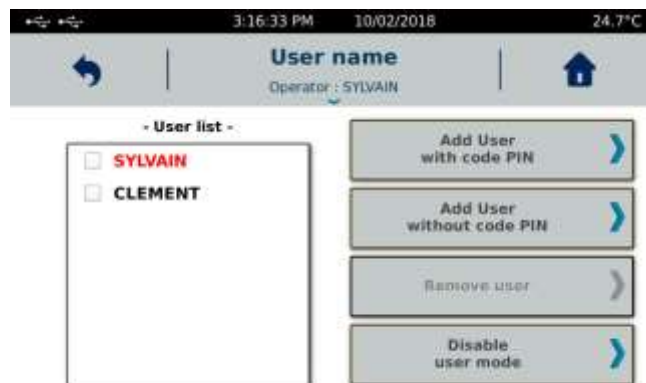 3:16:33 PM 10/02/2018 24.7°C
User name
Operator : SYLVAIN
- User list -
SYLVAIN
CLEMENT
Add User
with code PIN
Add User
without code PIN
Remove user
Disable
user mode